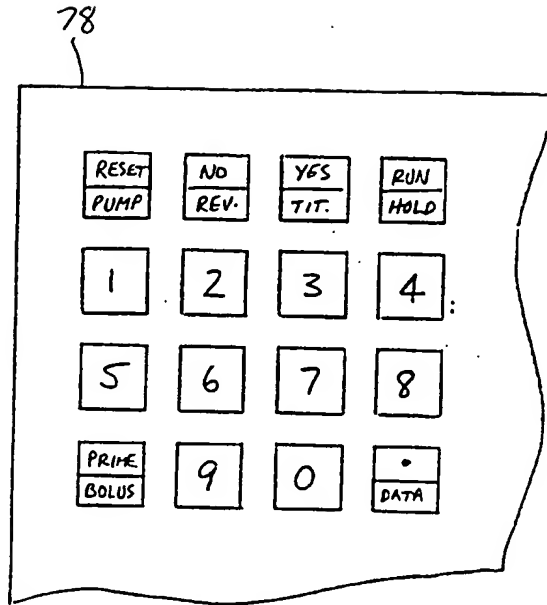 78
RESET NO YES RUN
PUMP REV. TIT. HOLD
1 2 3 4
5 6 7 8
PRIME 9 0 •
BOLUS DATA